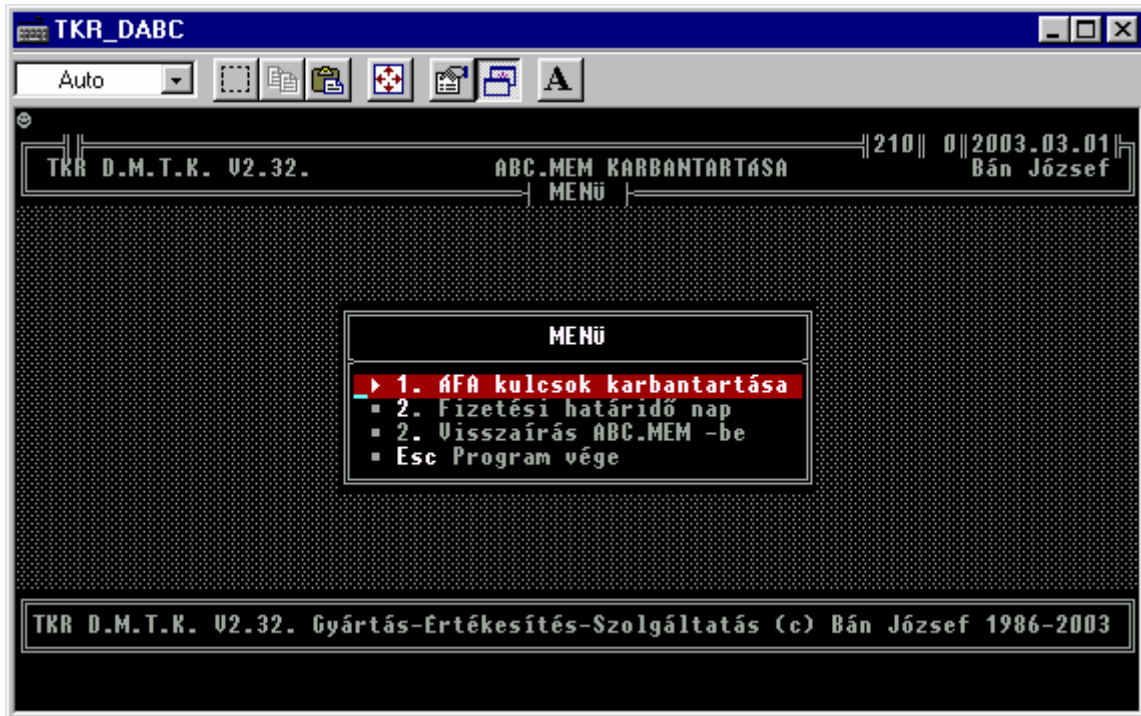 TKR_DABC
Auto
A
210 0 2003.03.01
TKR D.M.T.K. V2.32. ABC.MEM KARBANTARTáSA Bán József
MENÜ
MENÜ
1. áFA kulcsok karbantartása
2. Fizetési határidő nap
2. Visszaírás ABC.MEM -be
Esc Program vége
TKR D.M.T.K. V2.32. Gyártás-értékesítés-Szolgáltatás (c) Bán József 1986-2003